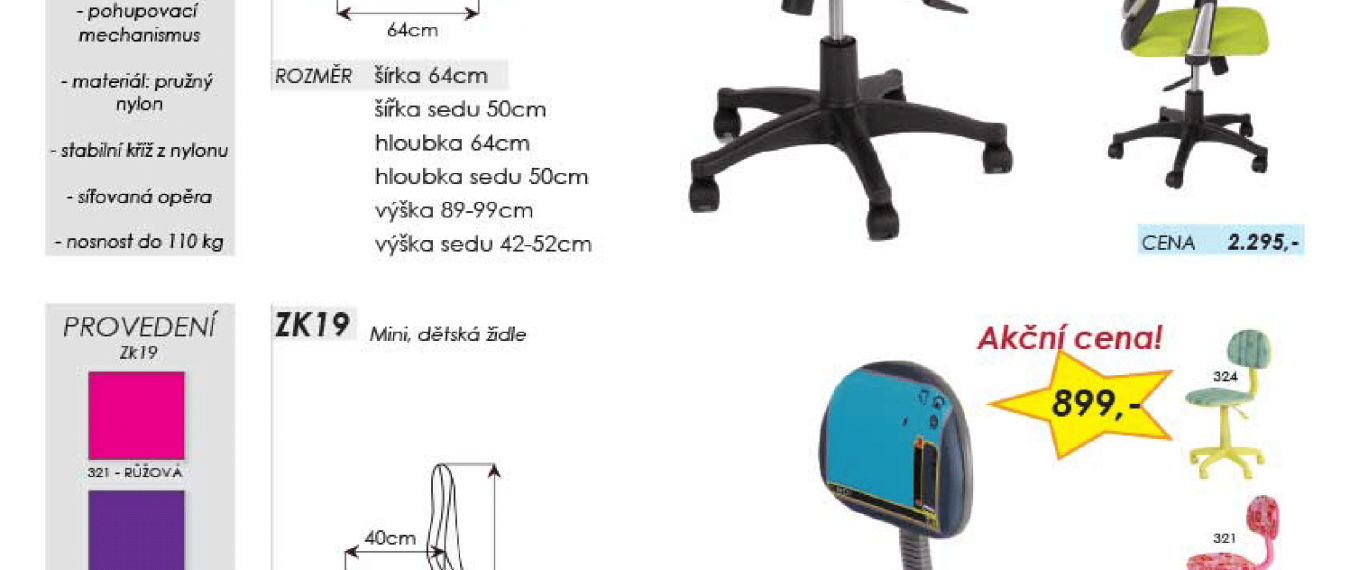 - pohupovací
mechanismus
- materiál: pružný
nylon
- stabilní kříž z nylonu
- síťovaná opěra
- nosnost do 110 kg
64cm
ROZMĚR šírka 64cm
šířka sedu 50cm
hloubka 64cm
hloubka sedu 50cm
výška 89-99cm
výška sedu 42-52cm
CENA 2.295,-
PROVEDENÍ
Zk19
321 - RŮŽOVÁ
ZK19 Mini, dětská židle
40cm
Akční cena!
899,-
324
321